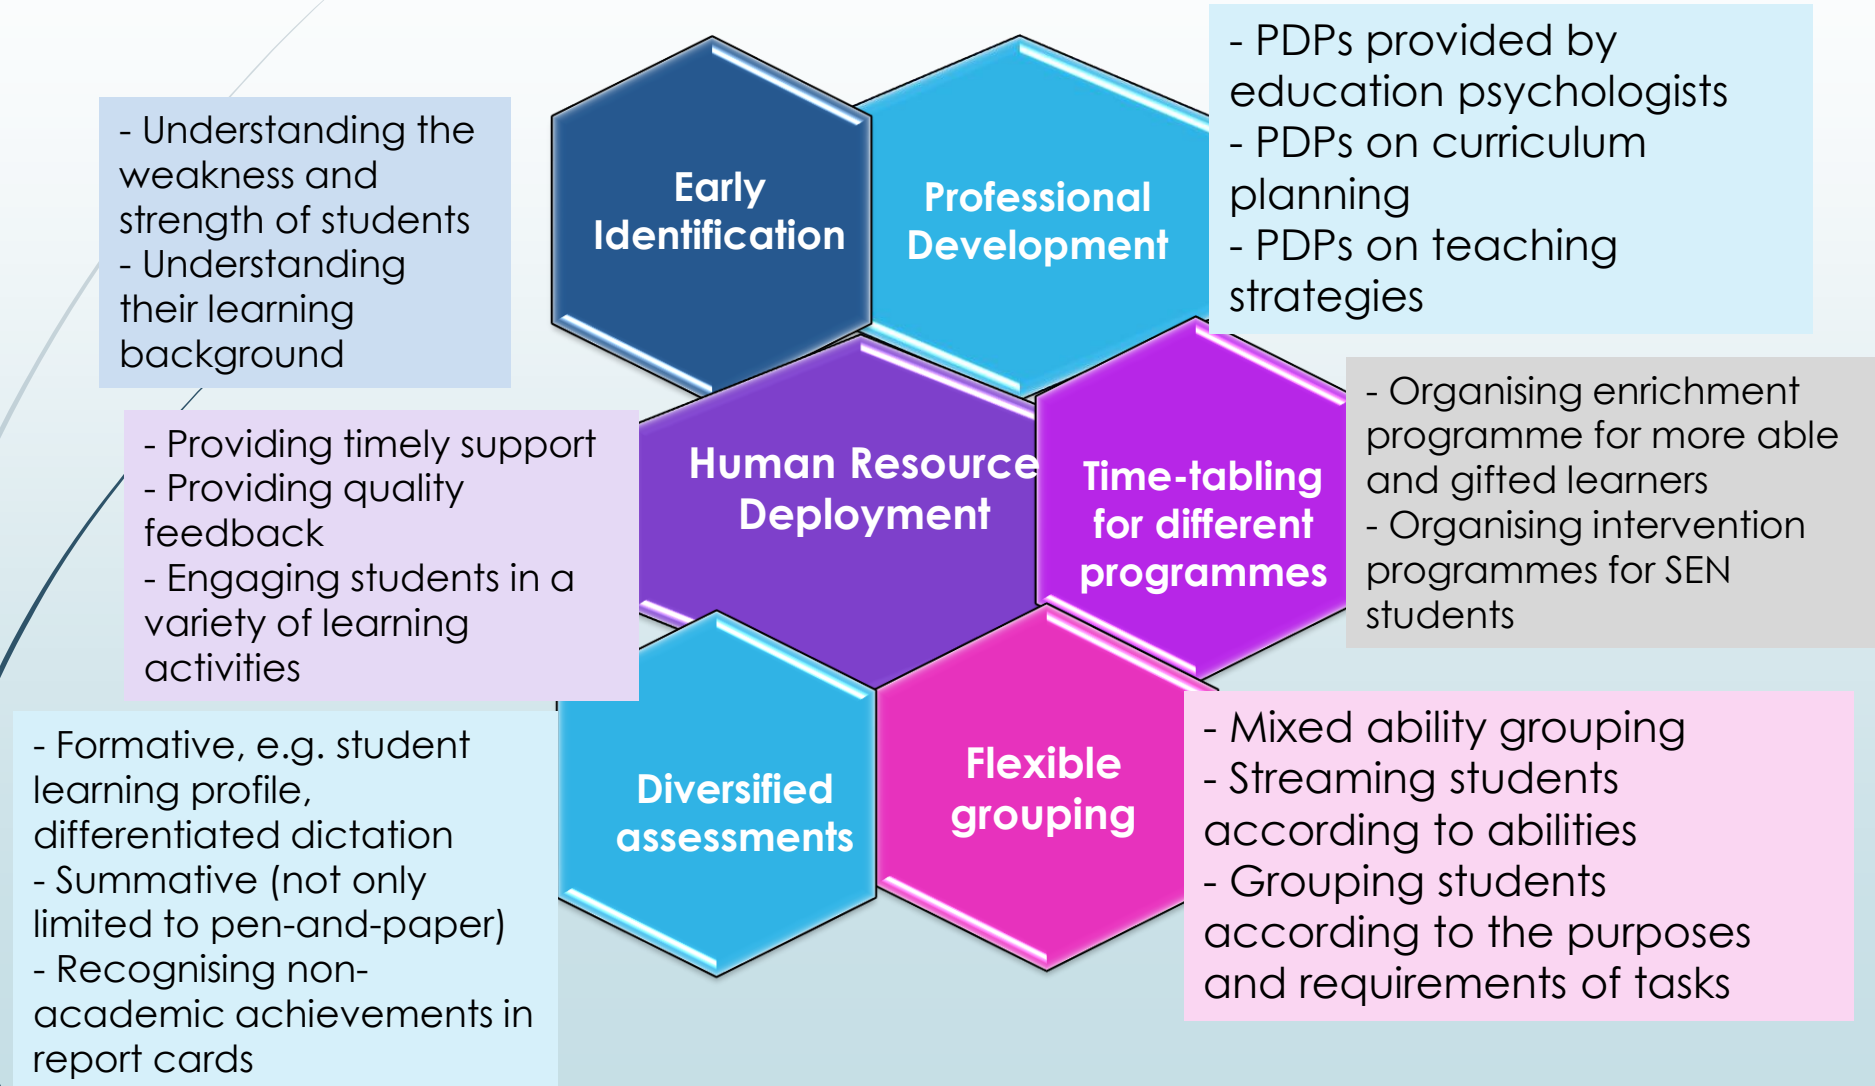 - Understanding the
weakness and
strength of students
- Understanding
their learning
background
Early
Identification
Professional
Development
- PDPs provided by
education psychologists
- PDPs on curriculum
planning
- PDPs on teaching
strategies
- Providing timely support
- Providing quality
feedback
- Engaging students in a
variety of learning
activities
Human Resource
Deployment
Time-tabling
for different
programmes
- Organising enrichment
programme for more able
and gifted learners
- Organising intervention
programmes for SEN
students
- Formative, e.g. student
learning profile,
differentiated dictation
- Summative (not only
limited to pen-and-paper)
- Recognising non-
academic achievements in
report cards
Diversified
assessments
Flexible
grouping
- Mixed ability grouping
- Streaming students
according to abilities
- Grouping students
according to the purposes
and requirements of tasks